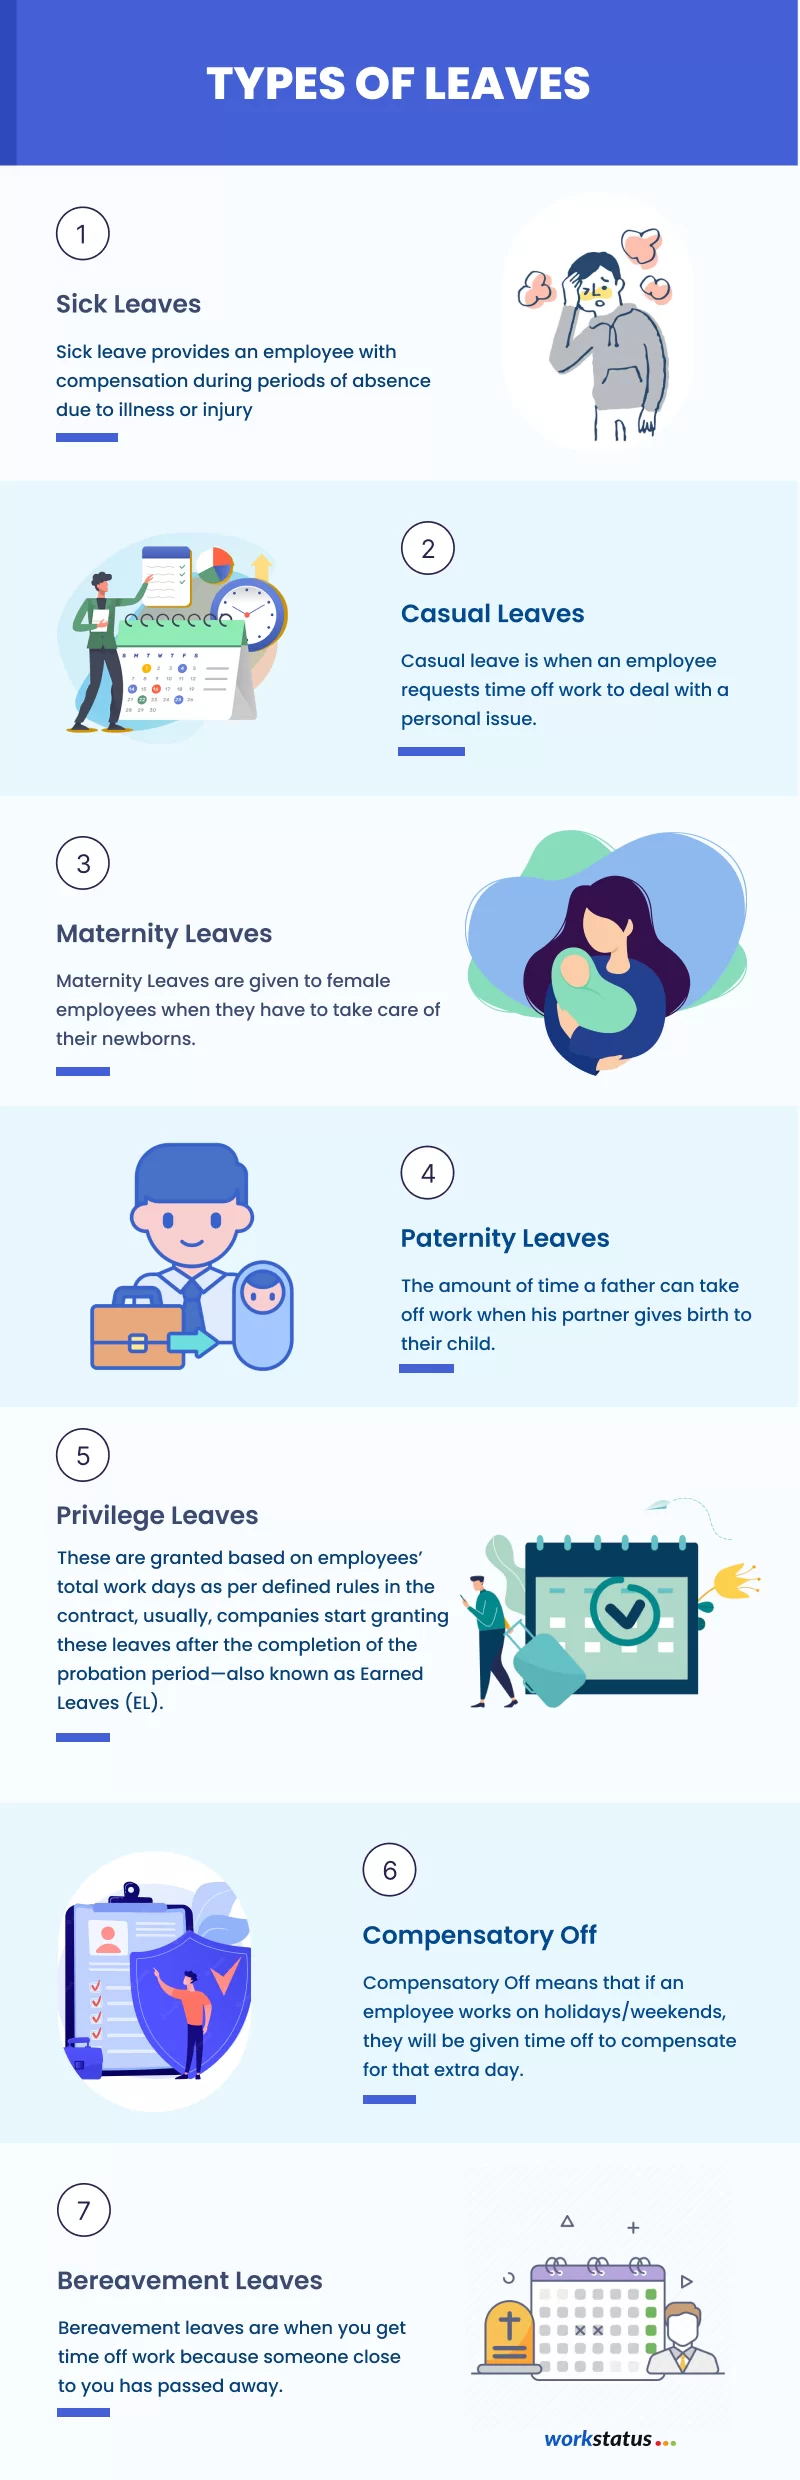 TYPES OF LEAVES
1
Sick Leaves
Sick leave provides an employee with
compensation during periods of absence
due to illness or injury
2
Casual Leaves
Casual leave is when an employee
requests time off work to deal with a
personal issue.
3
Maternity Leaves
Maternity Leaves are given to female
employees when they have to take care of
their newborns.
4
Paternity Leaves
The amount of time a father can take
off work when his partner gives birth to
their child.
5
Privilege Leaves
These are granted based on employees’
total work days as per defined rules in the
contract, usually, companies start granting
these leaves after the completion of the
probation period—also known as Earned
Leaves (EL).
6
Compensatory Off
Compensatory Off means that if an
employee works on holidays/weekends,
they will be given time off to compensate
for that extra day.
7
Bereavement Leaves
Bereavement leaves are when you get
time off work because someone close
to you has passed away.
workstatus...